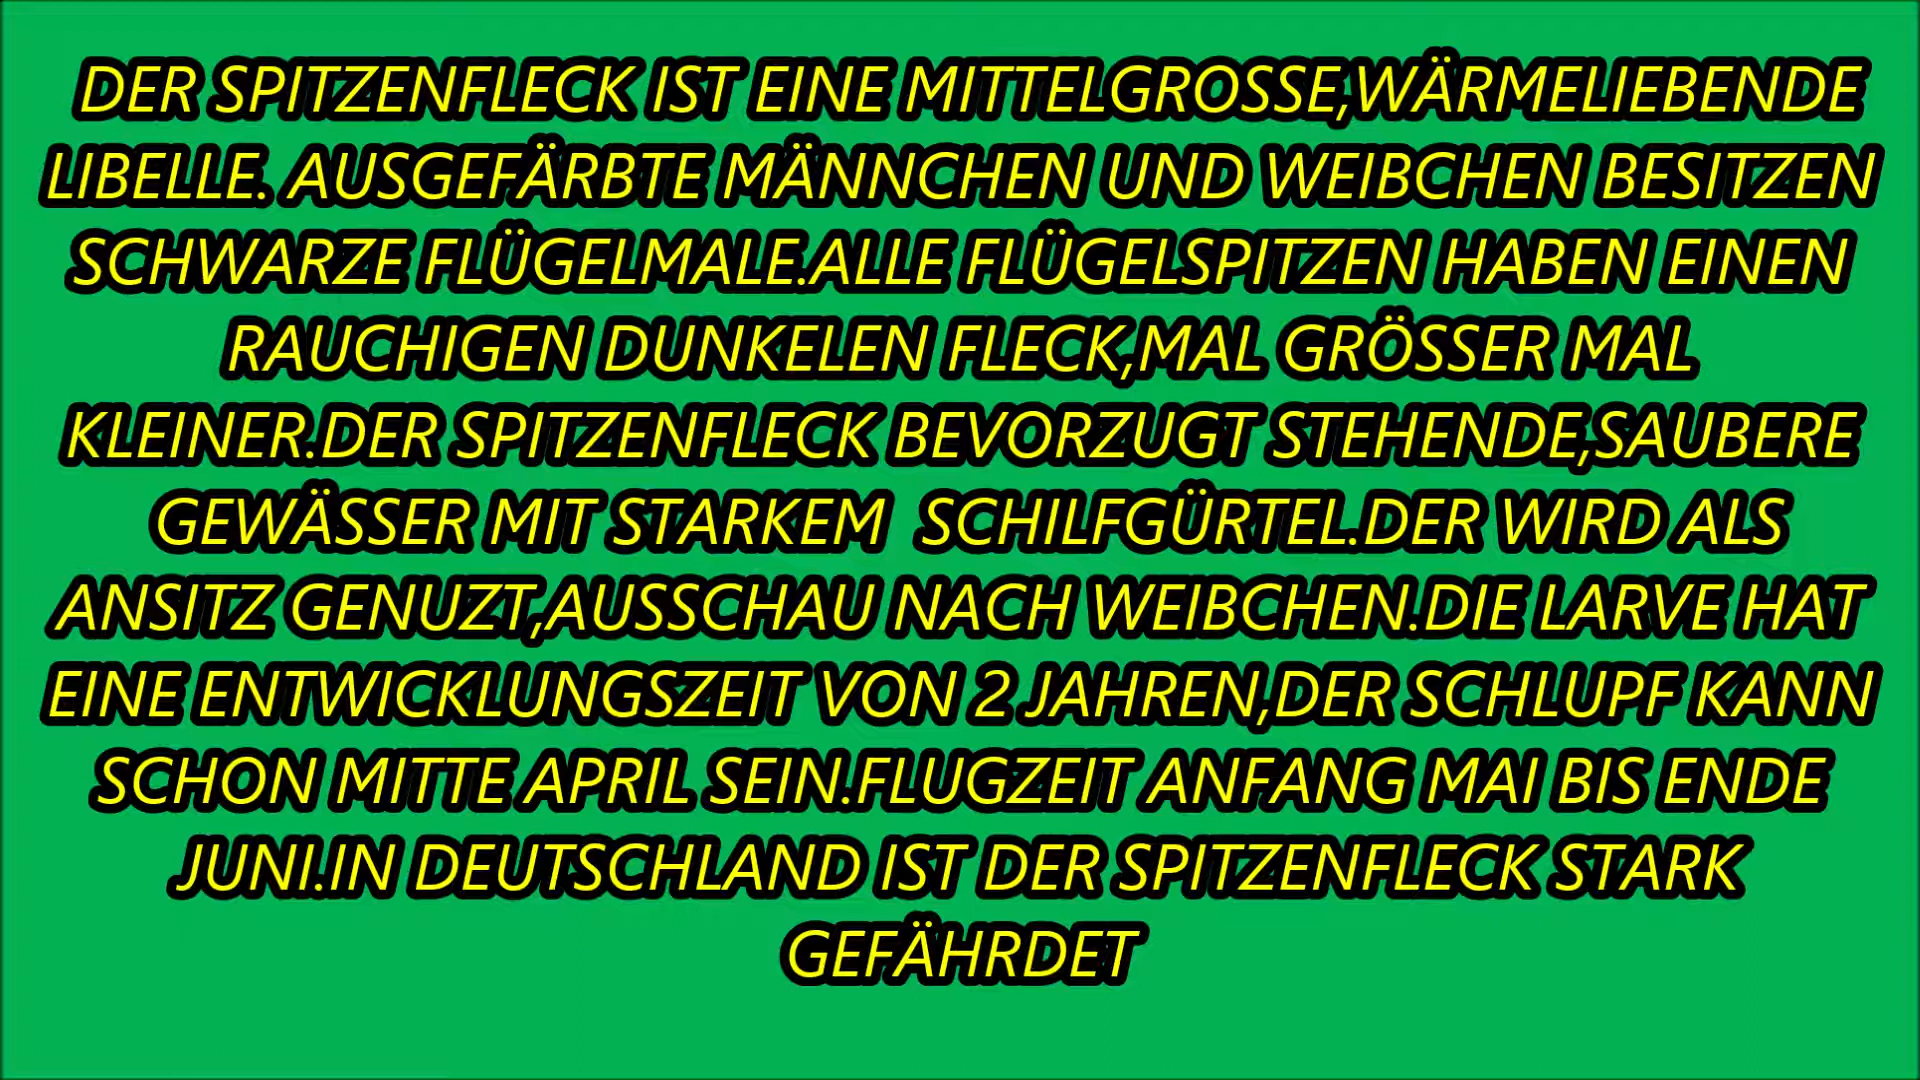 DER SPITZENFLECK IST EINE MITTELGROSSE,WÄRMELIEBENDE
LIBELLE. AUSGEFÄRBTE MÄNNCHEN UND WEIBCHEN BESITZEN
SCHWARZE FLÜGELMALE.ALLE FLÜGELSPITZEN HABEN EINEN
RAUCHIGEN DUNKELEN FLECK,MAL GRÖSSER MAL
KLEINER.DER SPITZENFLECK BEVORZUGT STEHENDE,SAUBERE
GEWÄSSER MIT STARKEM  SCHILFGÜRTEL.DER WIRD ALS
ANSITZ GENUZT,AUSSCHAU NACH WEIBCHEN.DIE LARVE HAT
EINE ENTWICKLUNGSZEIT VON 2 JAHREN,DER SCHLUPF KANN
SCHON MITTE APRIL SEIN.FLUGZEIT ANFANG MAI BIS ENDE
JUNI.IN DEUTSCHLAND IST DER SPITZENFLECK STARK
GEFÄHRDET